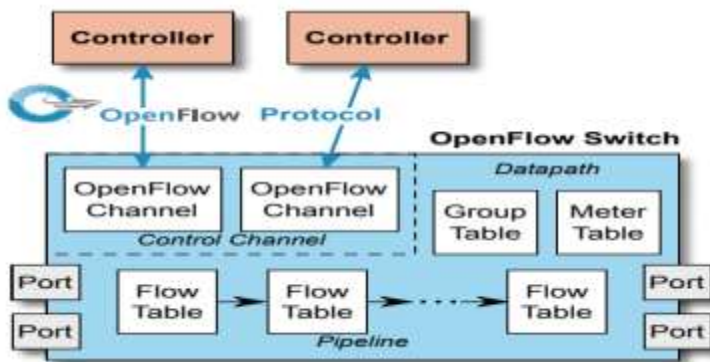 Controller
Controller
OpenFlow Protocol
OpenFlow Switch
Datapath
OpenFlow
Channel
OpenFlow
Channel
Control Channel
Group
Table
Meter
Table
Port
Port
Flow
Table
Flow
Table
...
Flow
Table
Pipeline
Port
Port